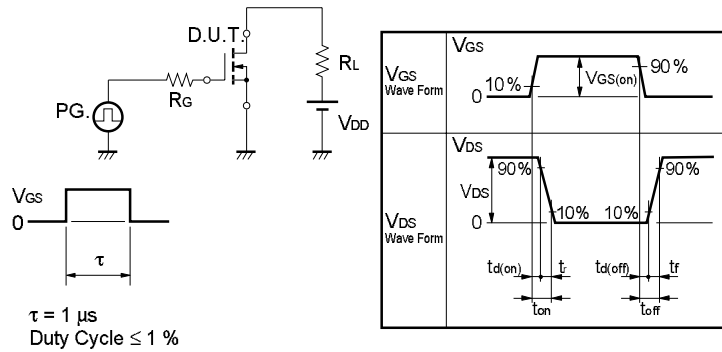 D.U.T.
RL
RG
PG.
VDD
VGS
0
τ
τ = 1 μs
Duty Cycle ≤ 1 %
VGS
Wave Form
VGS
10%
VGS(on)
90%
0
VDS
Wave Form
VDS
90%
90%
VDS
10%
10%
0
td(on)
tr
td(off)
tf
ton
toff